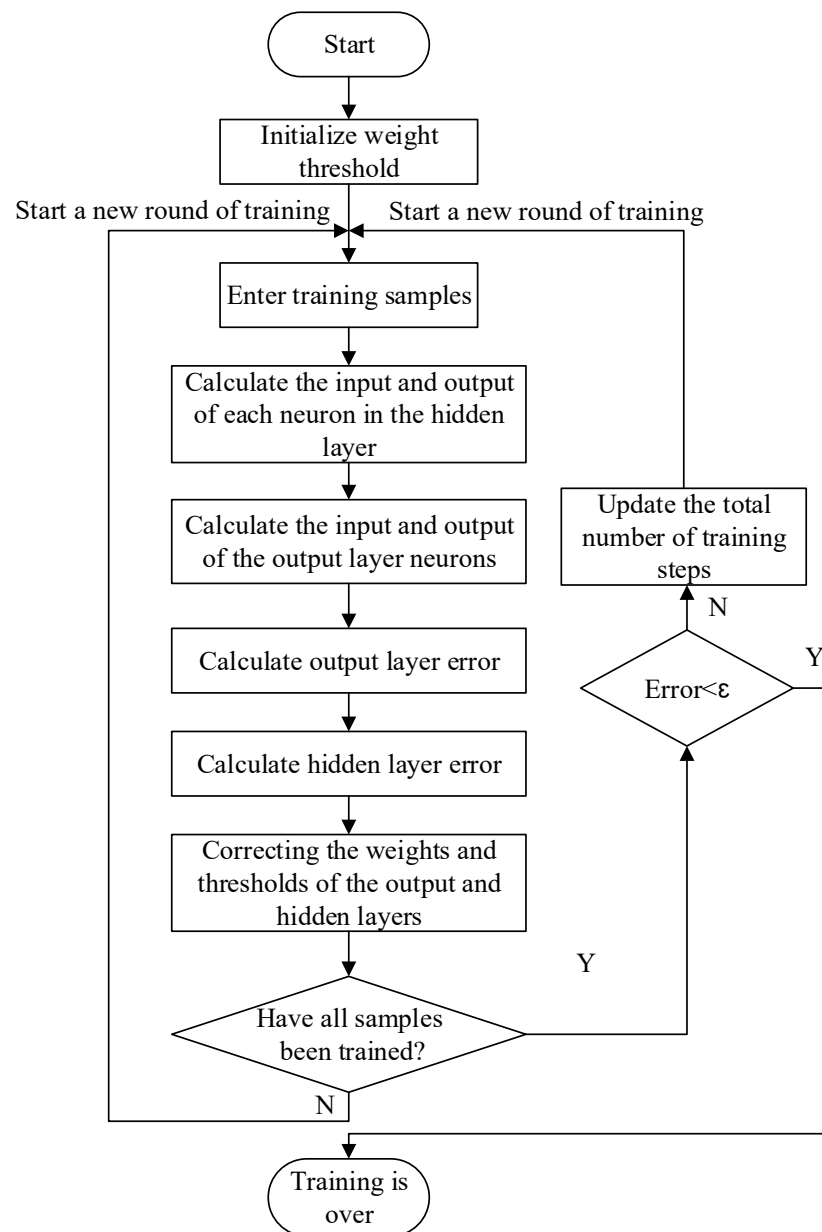 Start
Initialize weight
threshold
Start a new round of training
Start a new round of training
Enter training samples
Calculate the input and output
of each neuron in the hidden
layer
Calculate the input and output
of the output layer neurons
Update the total
number of training
steps
N
Calculate output layer error
Y
Error<ε
Calculate hidden layer error
Correcting the weights and
thresholds of the output and
hidden layers
Y
Have all samples
been trained?
N
Training is
over